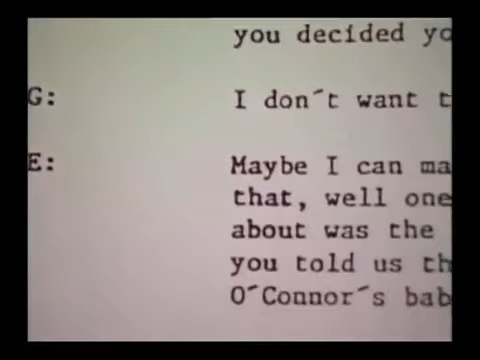 you decided yo
G: I don´t want t
E: Maybe I can ma
that, well one
about was the
you told us th
O´Connor´s bab